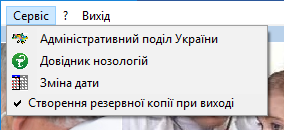 Сервіс ? Вихід
Адміністративний поділ України
Довідник нозологій
Зміна дати
Створення резервної копії при виході